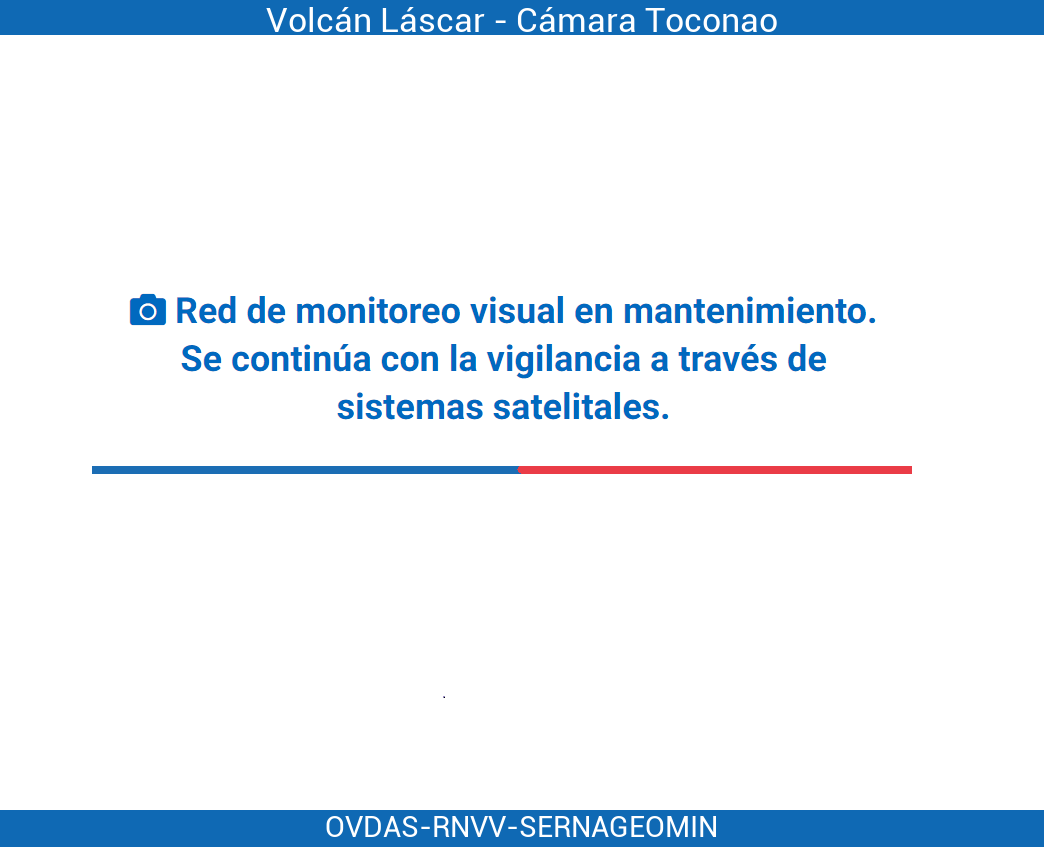 Volcán Láscar - Cámara Toconao
Red de monitoreo visual en mantenimiento.
Se continúa con la vigilancia a través de
sistemas satelitales.
.
OVDAS-RNVV-SERNAGEOMIN